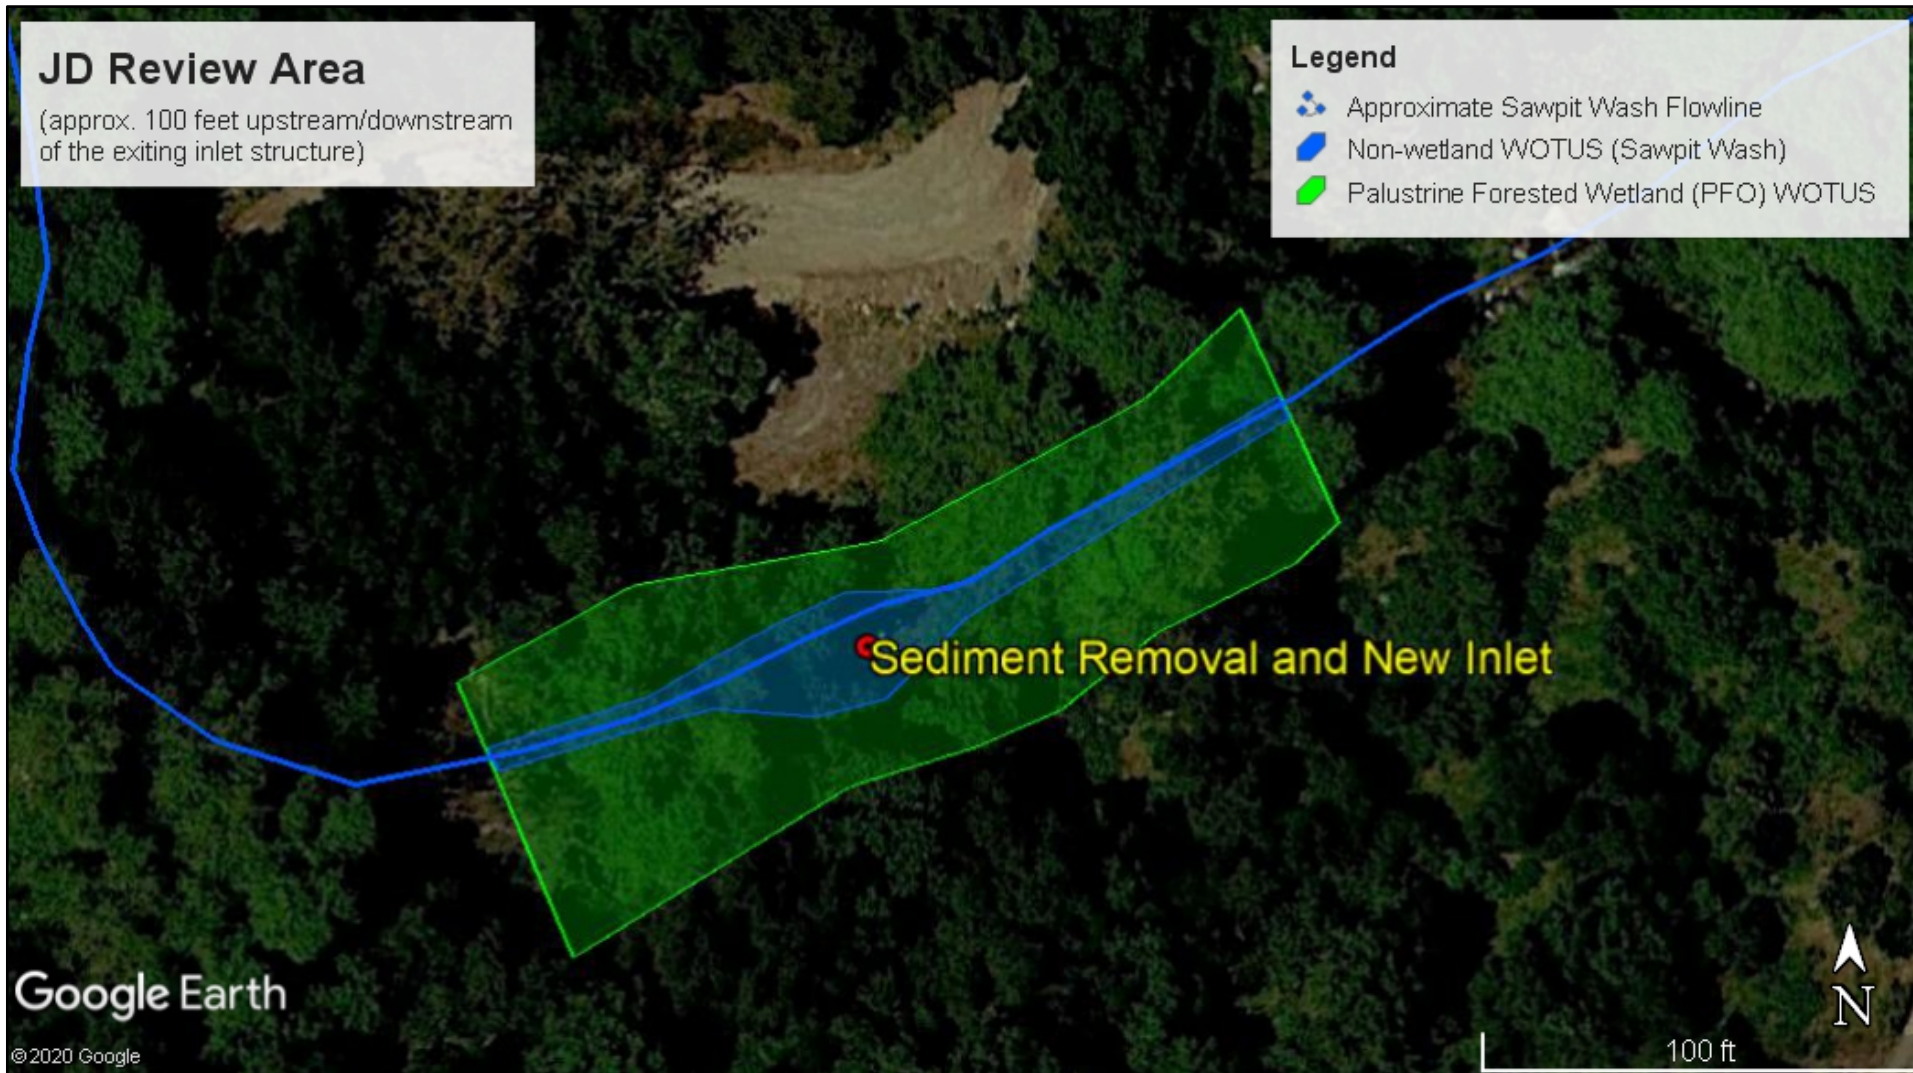 JD Review Area
(approx. 100 feet upstream/downstream
of the exiting inlet structure)
Legend
Approximate Sawpit Wash Flowline
Non-wetland WOTUS (Sawpit Wash)
Palustrine Forested Wetland (PFO) WOTUS
Sediment Removal and New Inlet
Google Earth
©2020 Google
N
100 ft